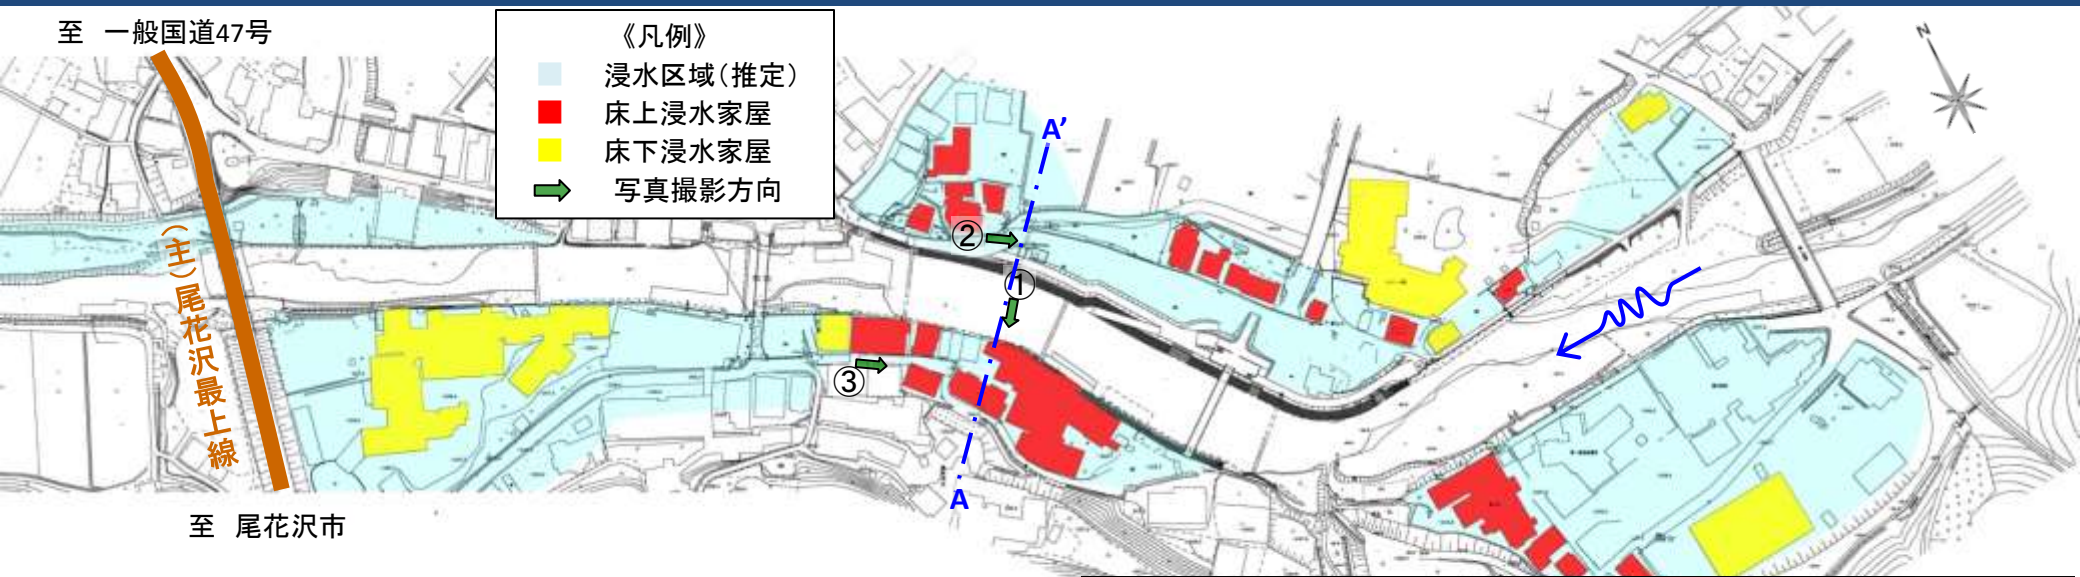 至 一般国道47号
《凡例》
浸水区域(推定)
床上浸水家屋
床下浸水家屋
写真撮影方向
N
A'
②
①
③
(主)尾花沢最上線
A
至 尾花沢市